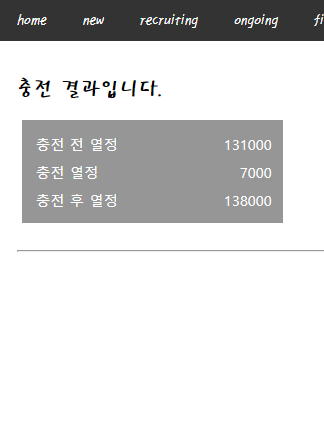 home new recruiting ongoing
충전 결과입니다.
충전 전 열정 131000
충전 열정 7000
충전 후 열정 138000